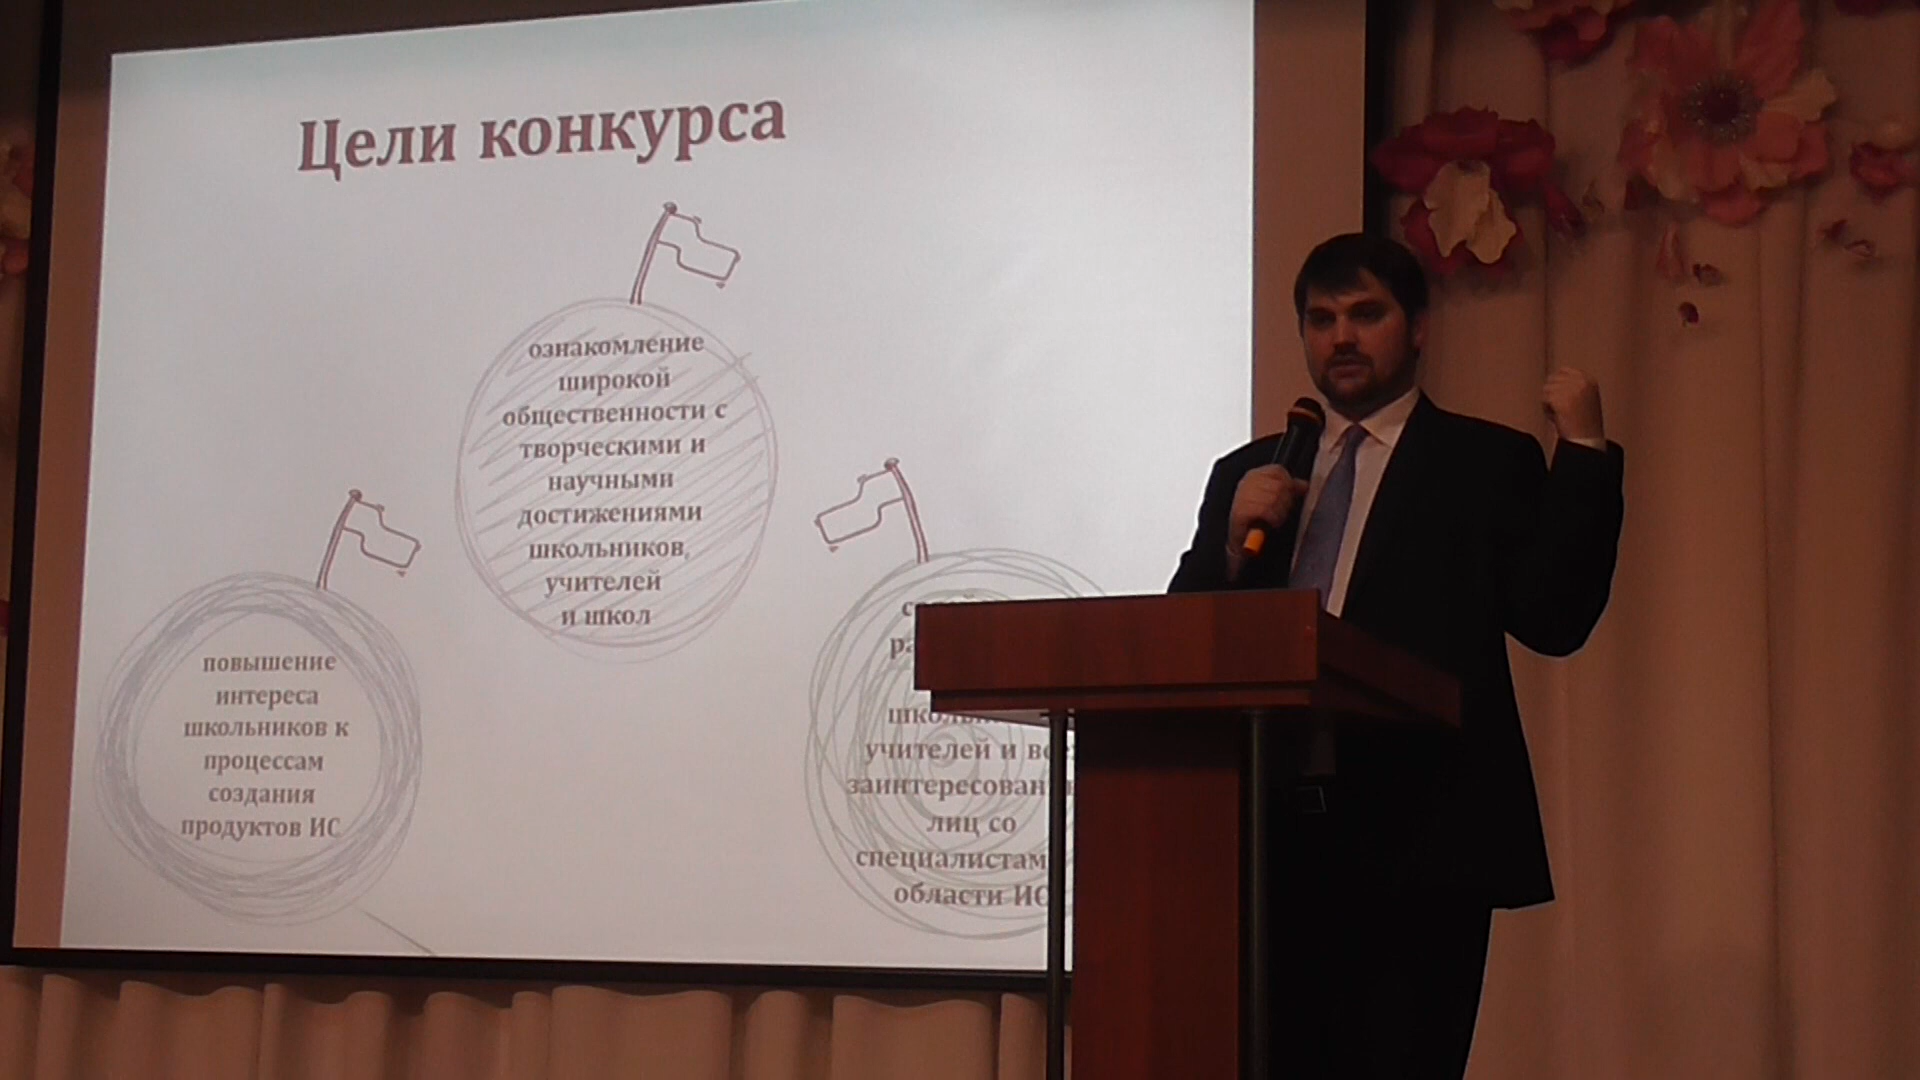 Цели конкурса
ознакомление
широкой
общественности с
творческими и
научными
достижениями
школьников,
учителей
и школ
повышение
интереса
школьников к
процессам
создания
продуктов ИС
учителей и
лиц со
области ИС